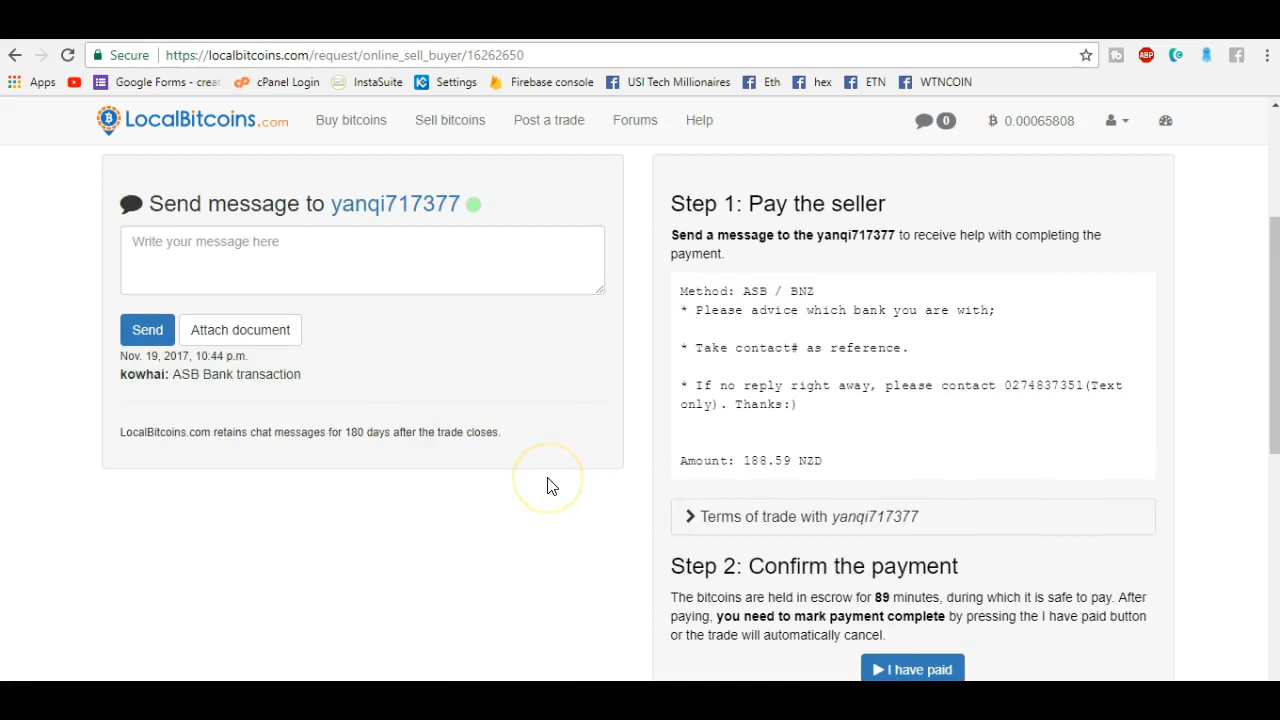 Secure https://localbitcoins.com/request/online_sell_buyer/16262650
Apps Google Forms - creat cPanel Login InstaSuite Settings Firebase console USI Tech Millionaires Eth hex ETN WTNCOIN
LocalBitcoins.com Buy bitcoins Sell bitcoins Post a trade Forums Help 0 0.00065808
Send message to yanqi717377
Write your message here
Send Attach document
Nov. 19, 2017, 10:44 p.m.
kowhai: ASB Bank transaction
LocalBitcoins.com retains chat messages for 180 days after the trade closes.
Step 1: Pay the seller
Send a message to the yanqi717377 to receive help with completing the
payment.
Method: ASB / BNZ
* Please advice which bank you are with;
* Take contact# as reference.
* If no reply right away, please contact 0274837351(Text
only). Thanks:)
Amount: 188.59 NZD
Terms of trade with yanqi717377
Step 2: Confirm the payment
The bitcoins are held in escrow for 89 minutes, during which it is safe to pay. After
paying, you need to mark payment complete by pressing the I have paid button
or the trade will automatically cancel.
I have paid